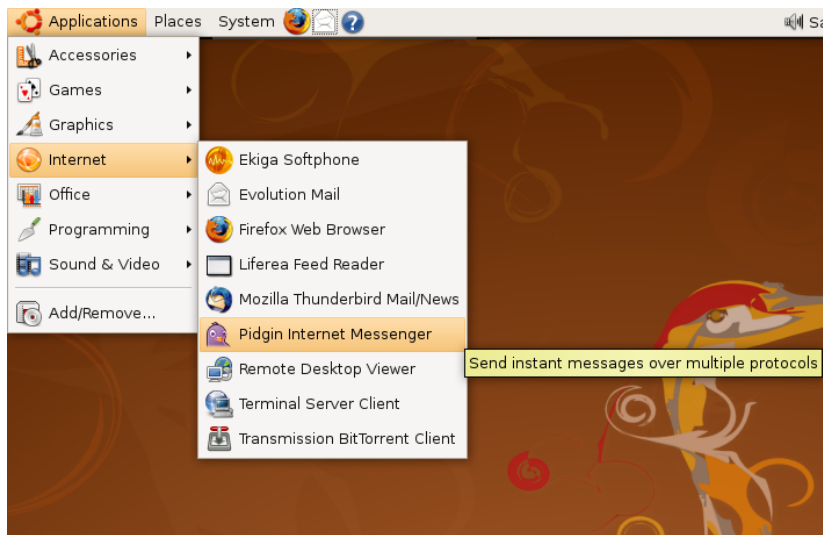 Applications Places System
Accessories
Games
Graphics
Internet
Office
Programming
Sound & Video
Add/Remove...
Ekiga Softphone
Evolution Mail
Firefox Web Browser
Liferea Feed Reader
Mozilla Thunderbird Mail/News
Pidgin Internet Messenger
Remote Desktop Viewer
Terminal Server Client
Transmission BitTorrent Client
Send instant messages over multiple protocols